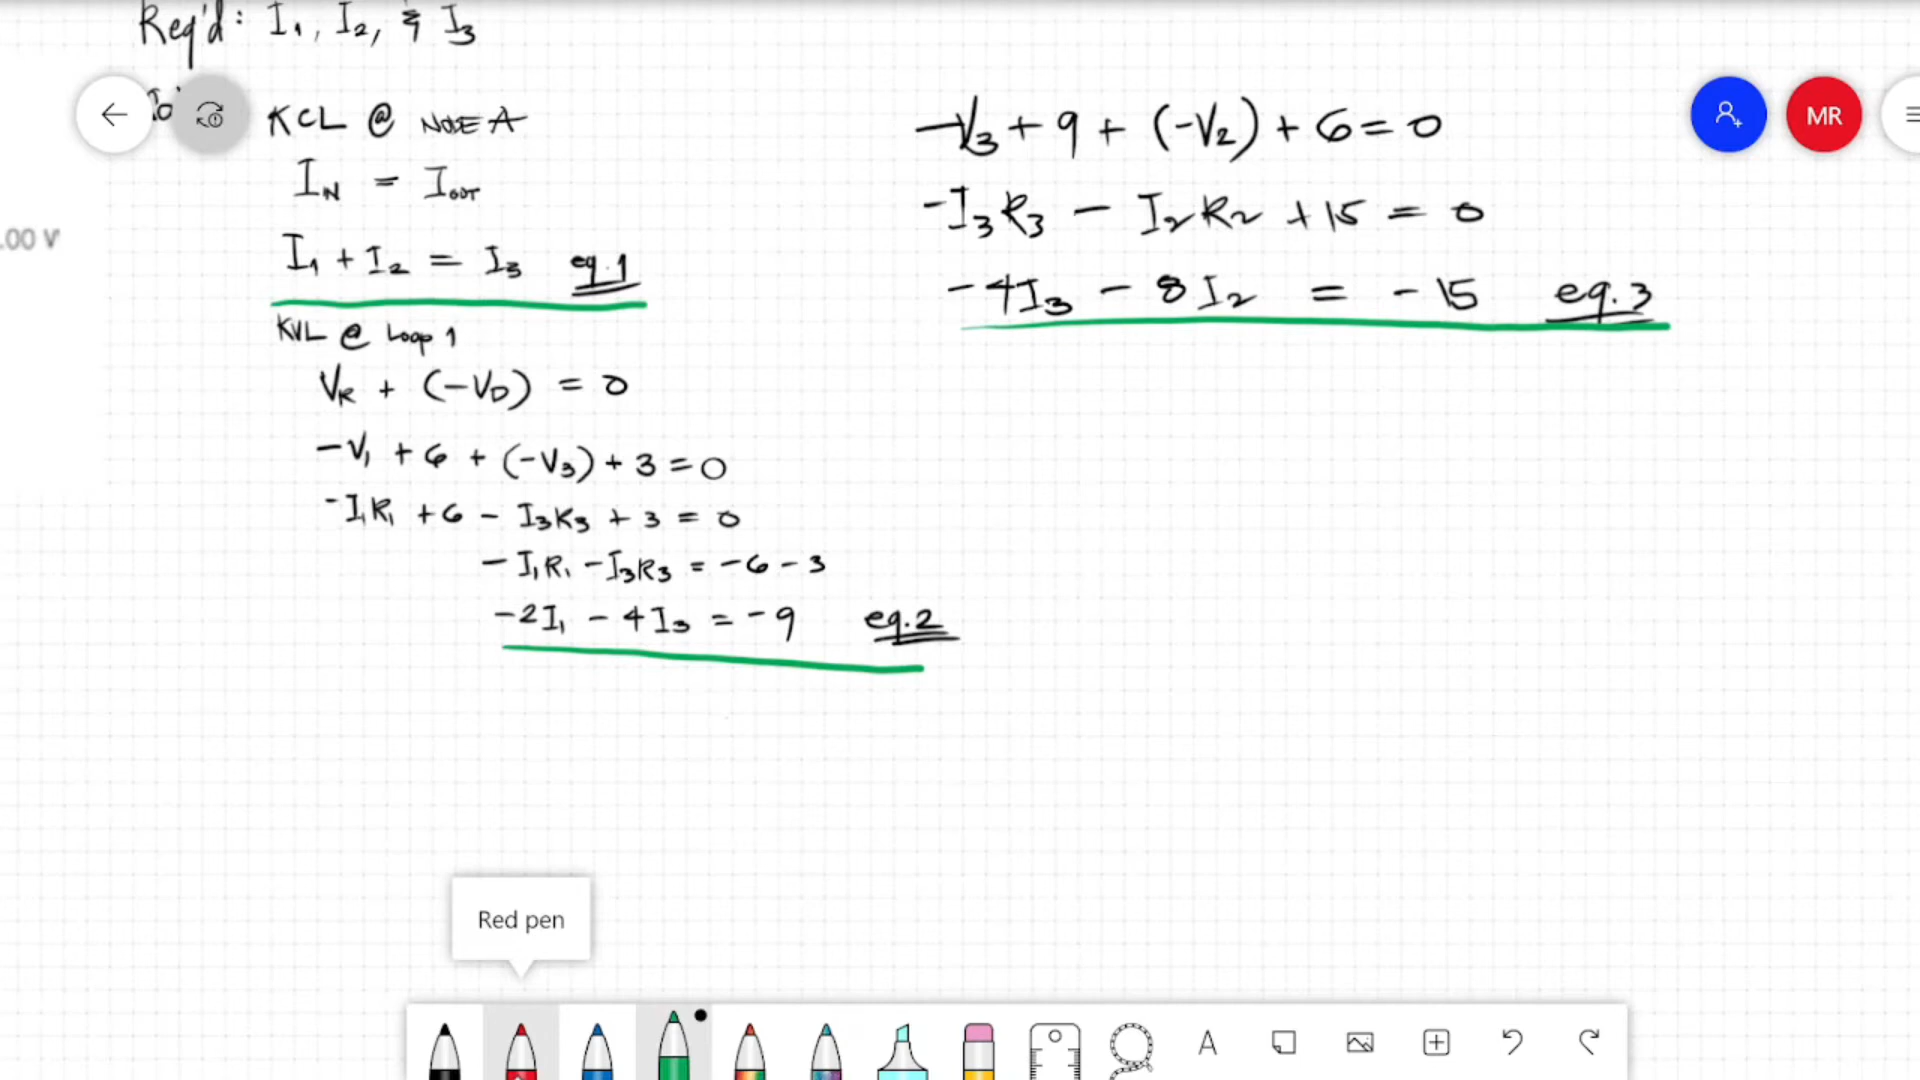 Req'd: I₁, I₂, & I₃
KCL @ NODE A
I_IN = I_OUT
I₁ + I₂ = I₃ eq.1
KVL @ Loop 1
V_R + (-V_D) = 0
-V₁ + 6 + (-V₃) + 3 = 0
-I₁R₁ + 6 - I₃R₃ + 3 = 0
-I₁R₁ - I₃R₃ = -6 - 3
-2I₁ - 4I₃ = -9 eq.2
-V₃ + 9 + (-V₂) + 6 = 0
-I₃R₃ - I₂R₂ + 15 = 0
-4I₃ - 8I₂ = -15 eq.3
.00 V
MR
Red pen
A